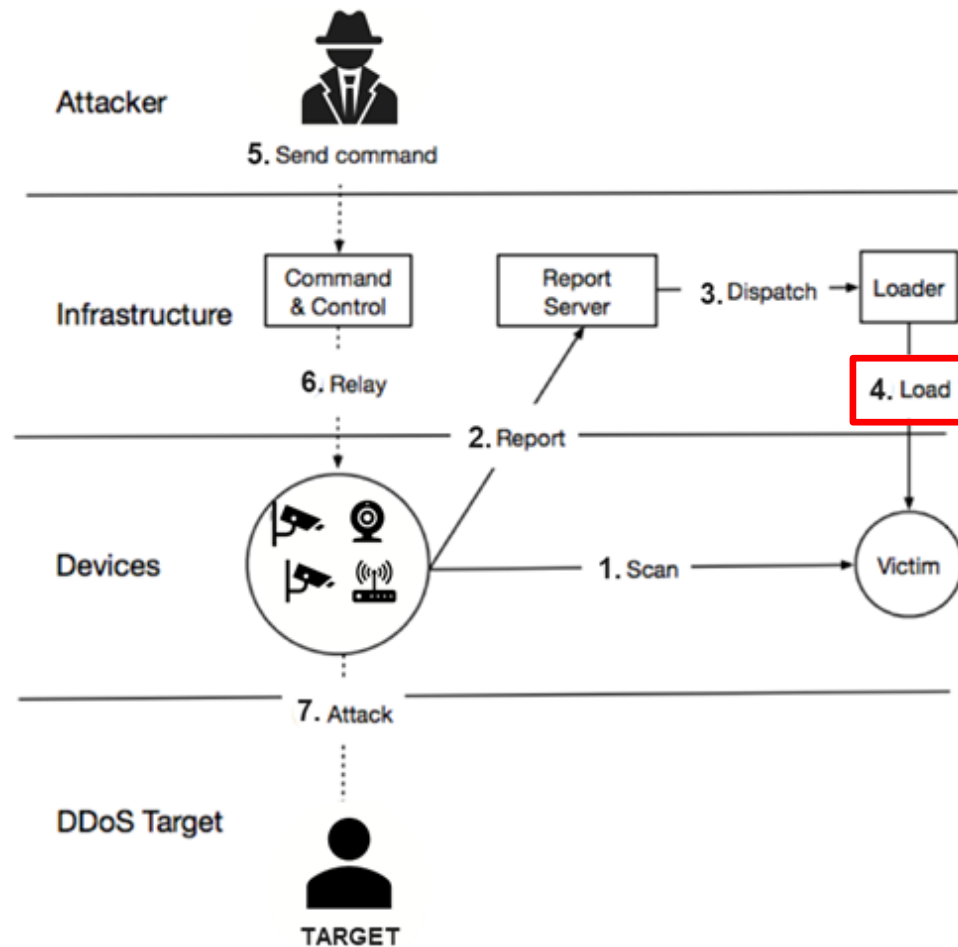 Attacker
5. Send command
Infrastructure
Command
& Control
Report
Server
3. Dispatch
Loader
6. Relay
4. Load
2. Report
Devices
1. Scan
Victim
7. Attack
DDoS Target
TARGET